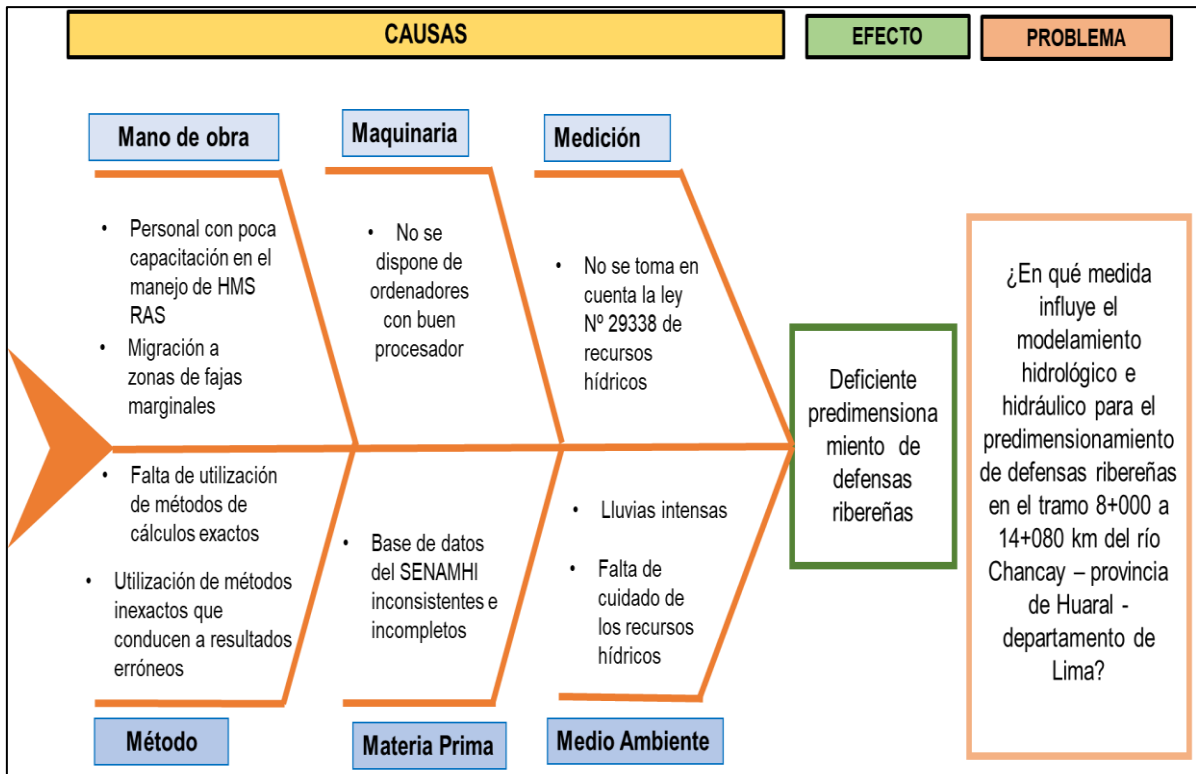 CAUSAS
EFECTO
PROBLEMA
Mano de obra
Maquinaria
Medición
• Personal con poca
capacitación en el
manejo de HMS
RAS
• Migración a
zonas de fajas
marginales
• No se
dispone de
ordenadores
con buen
procesador
• No se toma en
cuenta la ley
Nº 29338 de
recursos
hídricos
• Falta de utilización
de métodos de
cálculos exactos
• Utilización de métodos
inexactos que
conducen a resultados
erróneos
• Base de datos
del SENAMHI
inconsistentes e
incompletos
• Lluvias intensas
• Falta de
cuidado de
los recursos
hídricos
Método
Materia Prima
Medio Ambiente
Deficiente
predimensiona
miento de
defensas
ribereñas
¿En qué medida
influye el
modelamiento
hidrológico e
hidráulico para el
predimensionamiento
de defensas ribereñas
en el tramo 8+000 a
14+080 km del río
Chancay – provincia
de Huaral -
departamento de
Lima?